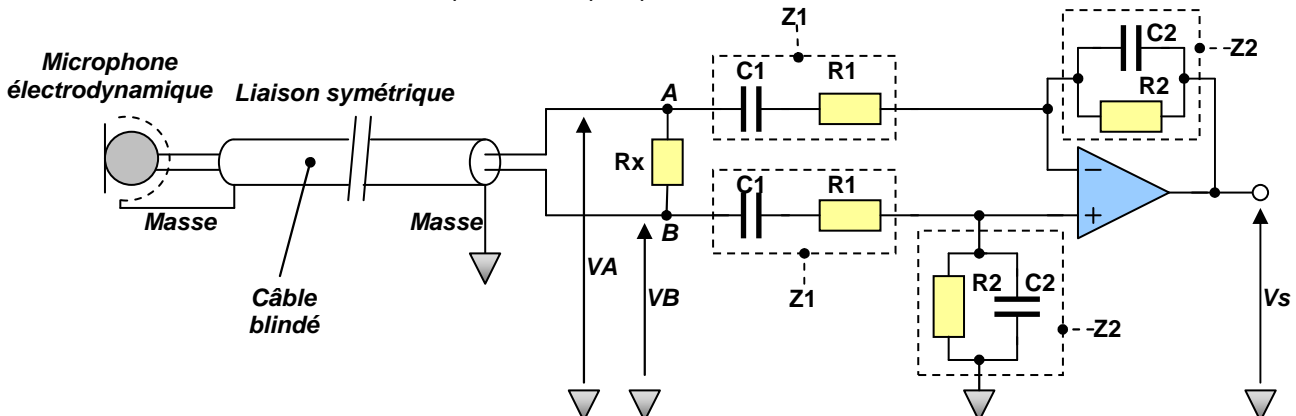 Z1
C2
Z2
Microphone
électrodynamique
Liaison symétrique
A
C1
R1
R2
Rx
C1
R1
Masse
Masse
B
VA
VB
Z1
R2
C2
Z2
Câble
blindé
Vs
−
+